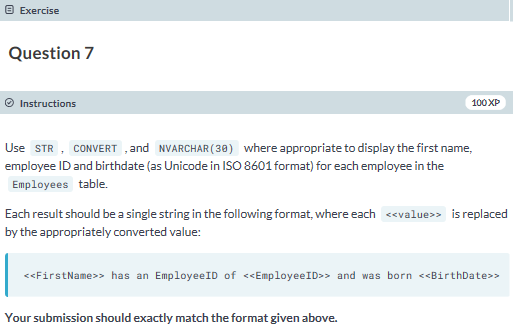 Exercise
Question 7
Instructions
100 XP
Use STR , CONVERT , and NVARCHAR(30) where appropriate to display the first name,
employee ID and birthdate (as Unicode in ISO 8601 format) for each employee in the
Employees table.
Each result should be a single string in the following format, where each <<value>> is replaced
by the appropriately converted value:
<<FirstName>> has an EmployeeID of <<EmployeeID>> and was born <<BirthDate>>
Your submission should exactly match the format given above.